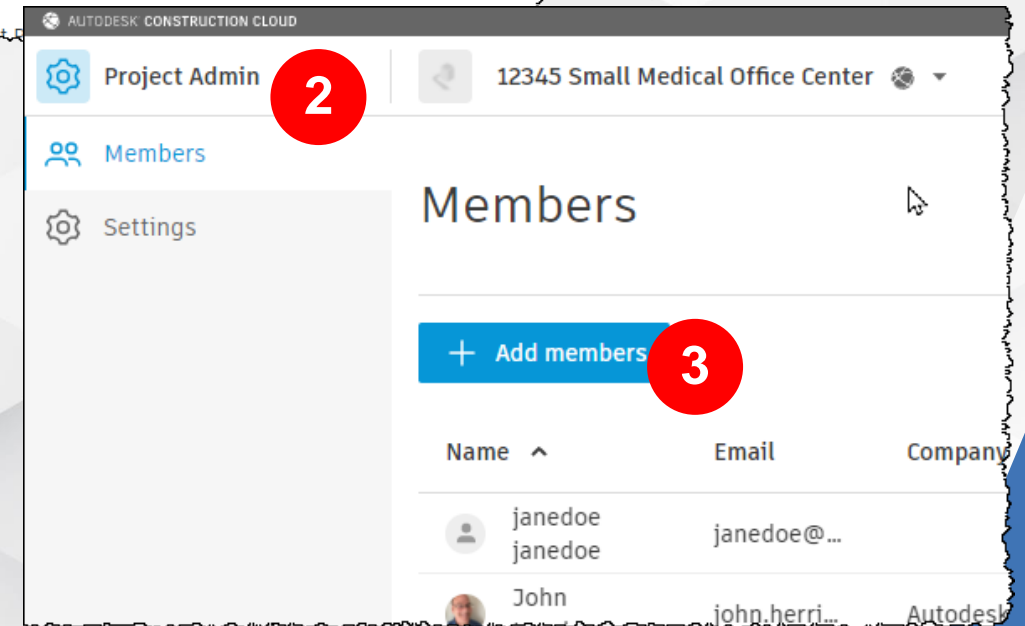 AUTODESK CONSTRUCTION CLOUD
Project Admin
2
12345 Small Medical Office Center
Members
Settings
Members
+ Add members
3
Name
Email
Company
janedoe
janedoe
janedoe@...
John
john.herri...
Autodesk